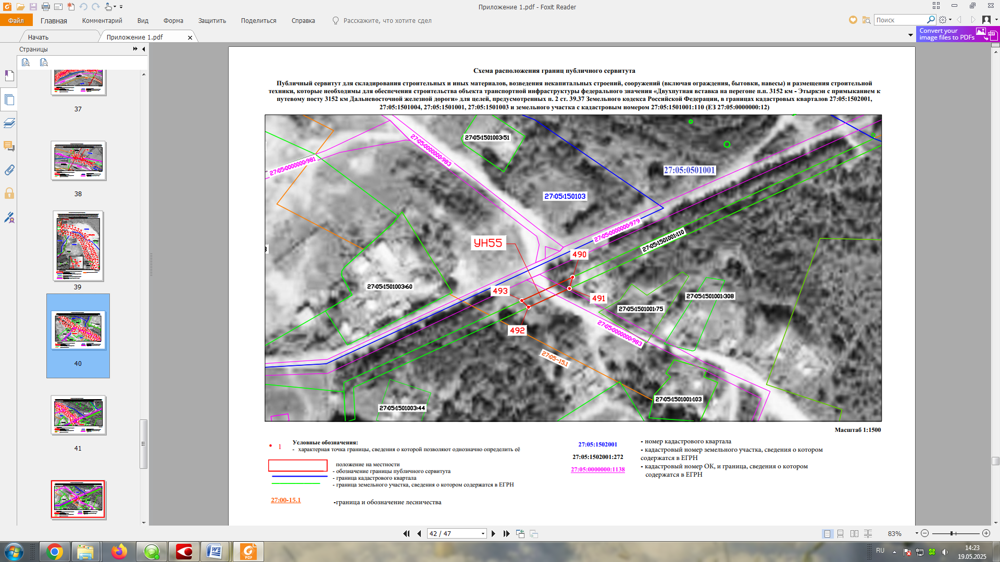 Приложение 1.pdf - Foxit Reader
Файл
Главная
Комментарий
Вид
Форма
Защитить
Поделиться
Справка
Расскажите, что хотите сдел
Поиск
Начать
Приложение 1.pdf
Convert your
image files to PDFs
Страницы
37
38
39
40
41
Схема расположения границ публичного сервитута
Публичный сервитут для складирования строительных и иных материалов, возведения некапитальных строений, сооружений (включая ограждения, бытовки, навесы) и размещения строительной
техники, которые необходимы для обеспечения строительства объекта транспортной инфраструктуры федерального значения «Двухпутная вставка на перегоне п.п. 3152 км - Этыркэн с примыканием к
путевому посту 3152 км Дальневосточной железной дороги» для целей, предусмотренных п. 2 ст. 39.37 Земельного кодекса Российской Федерации, в границах кадастровых кварталов 27:05:1502001,
27:05:1501004, 27:05:1501001, 27:05:1501003 и земельного участка с кадастровым номером 27:05:1501001:110 (ЕЗ 27:05:0000000:12)
27:05:1501003:51
27:05:0000000:983
27:05:0000000:981
27:05:0501001
27:05:150103
27:05:0000000:979
27:05:1501001:110
УН55
490
493
491
492
27:05:1501003:60
27:05:1501001:308
27:05:1501001:75
27:05:0000000:983
27:05-15.1
27:05:1501001:103
27:05:1501003:44
Масштаб 1:1500
1
Условные обозначения:
- характерная точка границы, сведения о которой позволяют однозначно определить её
положение на местности
- обозначение границы публичного сервитута
- граница кадастрового квартала
- граница земельного участка, сведения о котором содержатся в ЕГРН
27:00-15.1
-граница и обозначение лесничества
27:05:1502001
- номер кадастрового квартала
27:05:1502001:272
- кадастровый номер земельного участка, сведения о котором
содержатся в ЕГРН
27:05:0000000:1138
- кадастровый номер ОК, и граница, сведения о котором
содержатся в ЕГРН
42 / 47
83%
PDF
RU
14:23
19.05.2025